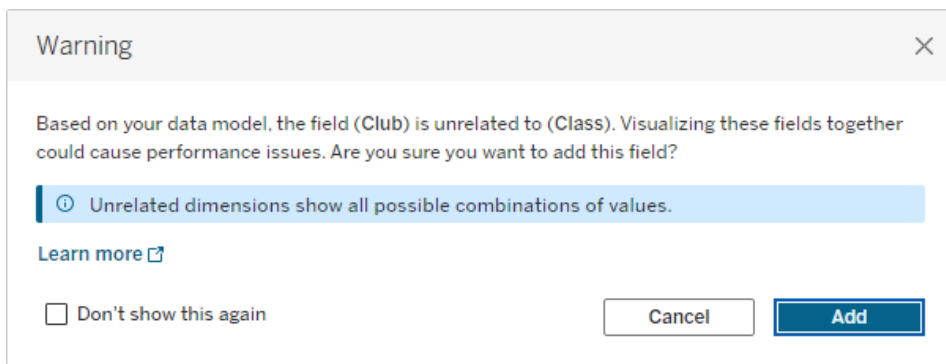 Warning
Based on your data model, the field (Club) is unrelated to (Class). Visualizing these fields together
could cause performance issues. Are you sure you want to add this field?
Unrelated dimensions show all possible combinations of values.
Learn more
Don't show this again
Cancel
Add